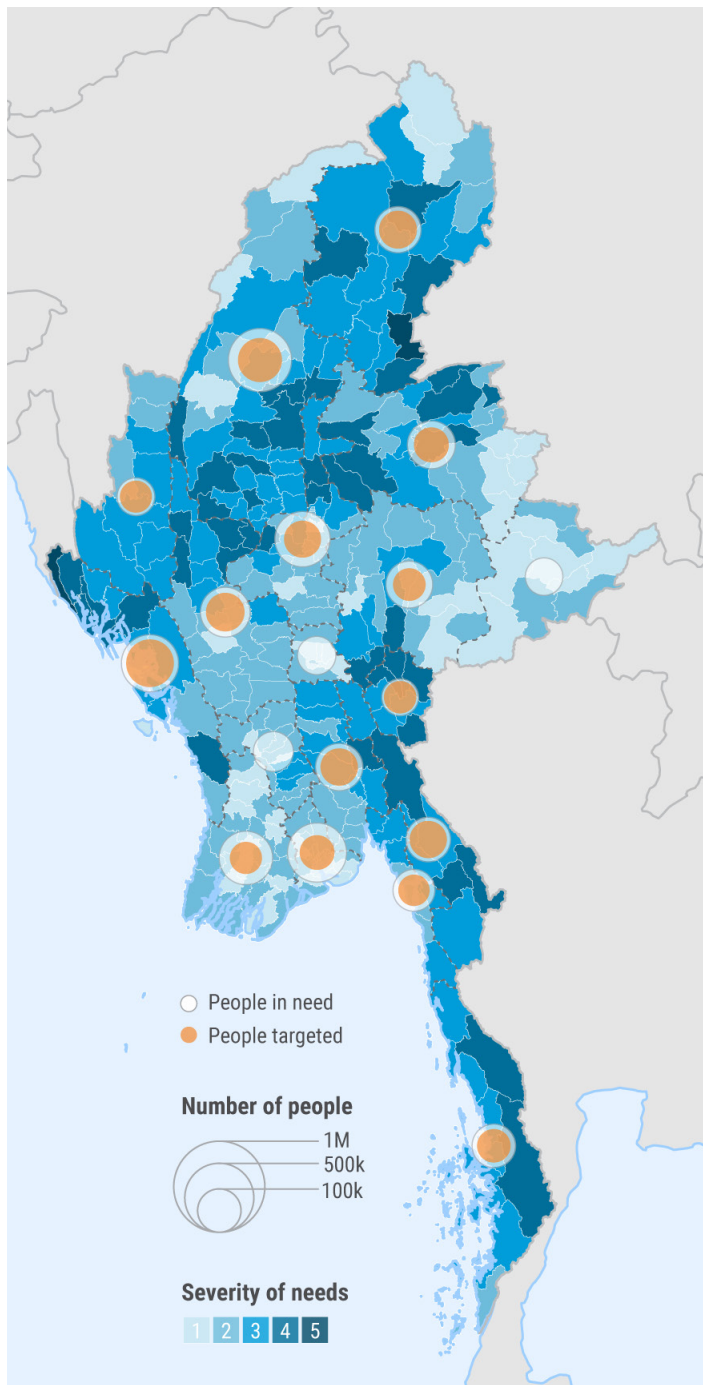 People in need
People targeted
Number of people
1M
500k
100k
Severity of needs
1 2 3 4 5